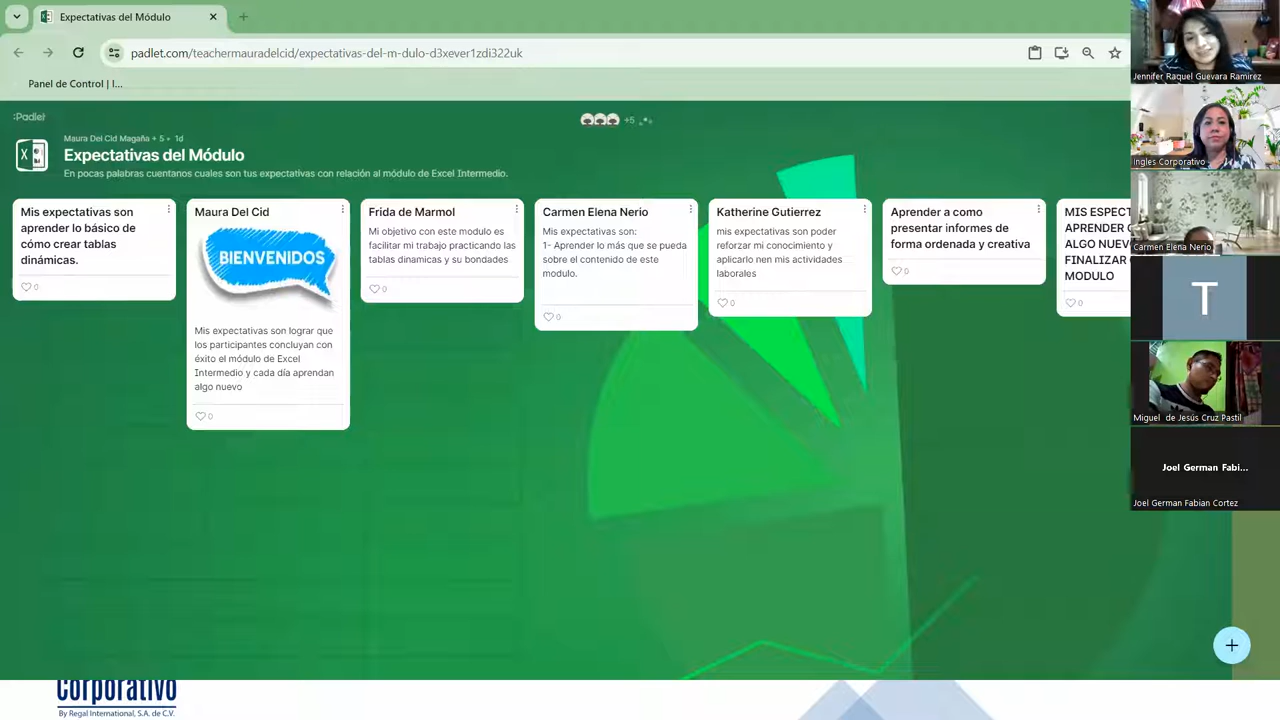 Expectativas del Módulo
padlet.com/teachermauradelcid/expectativas-del-m-dulo-d3xever1zdi322uk
Panel de Control | I...
:Padlet
+5
Maura Del Cid Magaña + 5 • 1d
Expectativas del Módulo
En pocas palabras cuentanos cuales son tus expectativas con relación al módulo de Excel Intermedio.
Mis expectativas son
aprender lo básico de
cómo crear tablas
dinámicas.
0
Maura Del Cid
BIENVENIDOS
Mis expectativas son lograr que
los participantes concluyan con
éxito el módulo de Excel
Intermedio y cada día aprendan
algo nuevo
0
Frida de Marmol
Mi objetivo con este modulo es
facilitar mi trabajo practicando las
tablas dinamicas y su bondades
0
Carmen Elena Nerio
Mis expectativas son:
1- Aprender lo más que se pueda
sobre el contenido de este
modulo.
0
Katherine Gutierrez
mis expectativas son poder
reforzar mi conocimiento y
aplicarlo nen mis actividades
laborales
0
Aprender a como
presentar informes de
forma ordenada y creativa
0
MIS ESPECT
APRENDER
ALGO NUEV
FINALIZAR
MODULO
0
Jennifer Raquel Guevara Ramirez
Ingles Corporativo
Carmen Elena Nerio
T
Miguel de Jesús Cruz Pastil
Joel German Fabi...
Joel German Fabian Cortez
Corporativo
By Regal International, S.A. de C.V.